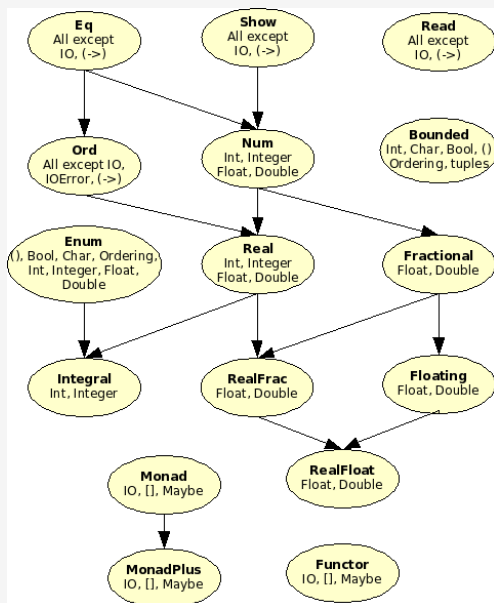 Eq
All except
IO, (->)
Show
All except
IO, (->)
Read
All except
IO, (->)
Ord
All except IO,
IOError, (->)
Num
Int, Integer
Float, Double
Bounded
Int, Char, Bool, ()
Ordering, tuples
Enum
(), Bool, Char, Ordering,
Int, Integer, Float,
Double
Real
Int, Integer
Float, Double
Fractional
Float, Double
Integral
Int, Integer
RealFrac
Float, Double
Floating
Float, Double
RealFloat
Float, Double
Monad
IO, [], Maybe
MonadPlus
IO, [], Maybe
Functor
IO, [], Maybe